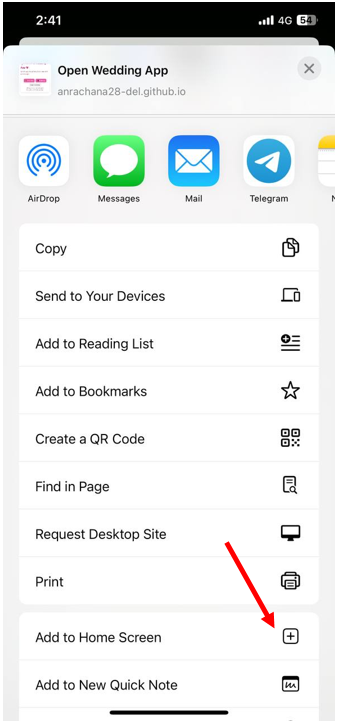 2:41
4G 54
Open Wedding App
anrachana28-del.github.io
AirDrop
Messages
Mail
Telegram
Copy
Send to Your Devices
Add to Reading List
Add to Bookmarks
Create a QR Code
Find in Page
Request Desktop Site
Print
Add to Home Screen
Add to New Quick Note